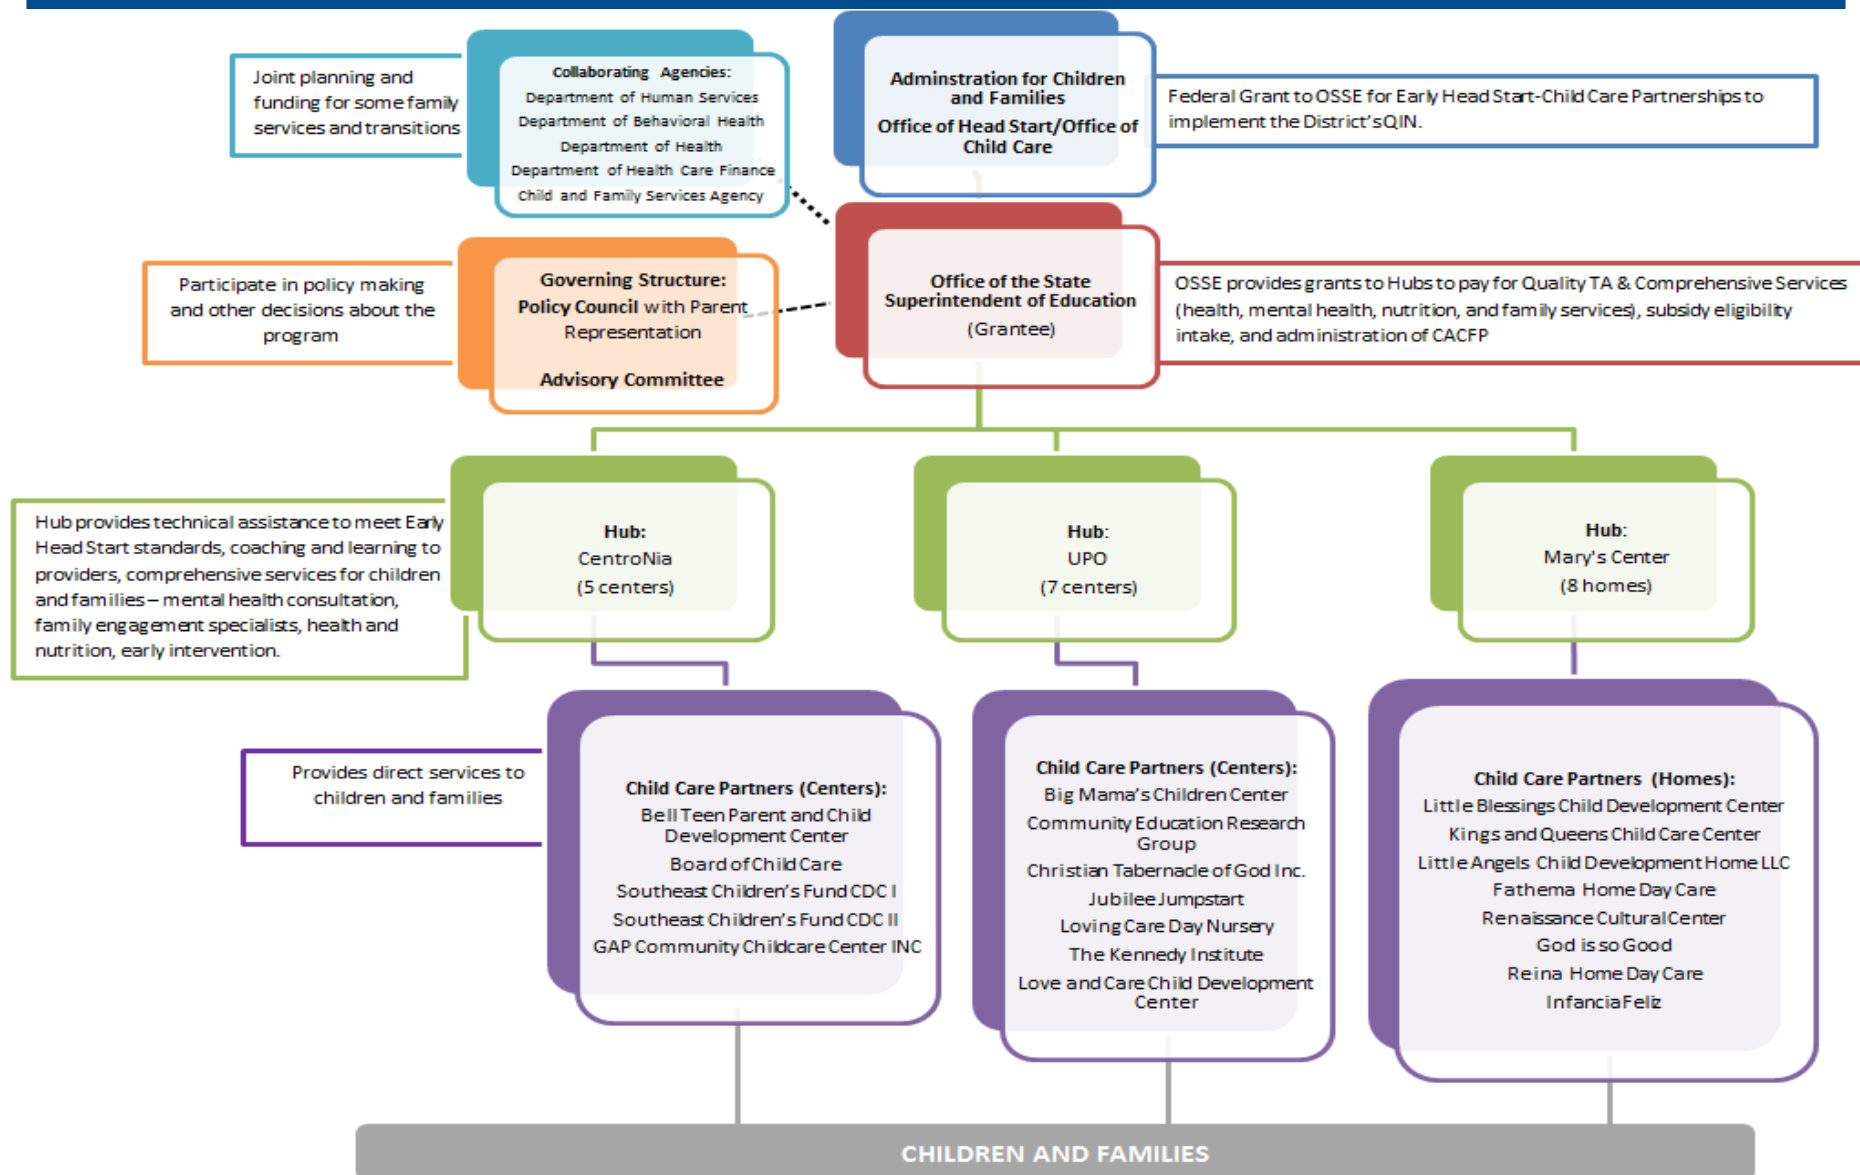 Joint planning and
funding for some family
services and transitions
Collaborating Agencies:
Department of Human Services
Department of Behavioral Health
Department of Health
Department of Health Care Finance
Child and Family Services Agency
Adminstration for Children
and Families
Office of Head Start/Office of
Child Care
Federal Grant to OSSE for Early Head Start-Child Care Partnerships to
implement the District's QIN.
Participate in policy making
and other decisions about the
program
Governing Structure:
Policy Council with Parent
Representation
Advisory Committee
Office of the State
Superintendent of Education
(Grantee)
OSSE provides grants to Hubs to pay for Quality TA & Comprehensive Services
(health, mental health, nutrition, and family services), subsidy eligibility
intake, and administration of CACFP
Hub provides technical assistance to meet Early
Head Start standards, coaching and learning to
providers, comprehensive services for children
and families – mental health consultation,
family engagement specialists, health and
nutrition, early intervention.
Hub:
CentroNia
(5 centers)
Hub:
UPO
(7 centers)
Hub:
Mary's Center
(8 homes)
Provides direct services to
children and families
Child Care Partners (Centers):
Bell Teen Parent and Child
Development Center
Board of Child Care
Southeast Children's Fund CDC I
Southeast Children's Fund CDC II
GAP Community Childcare Center INC
Child Care Partners (Centers):
Big Mama's Children Center
Community Education Research
Group
Christian Tabernacle of God Inc.
Jubilee Jumpstart
Loving Care Day Nursery
The Kennedy Institute
Love and Care Child Development
Center
Child Care Partners (Homes):
Little Blessings Child Development Center
Kings and Queens Child Care Center
Little Angels Child Development Home LLC
Fathema Home Day Care
Renaissance Cultural Center
God is so Good
Reina Home Day Care
Infancia Feliz
CHILDREN AND FAMILIES